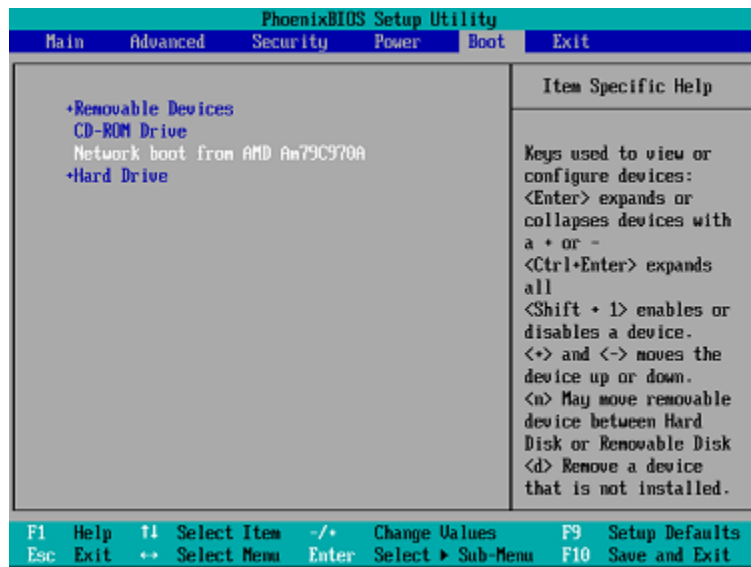 PhoenixBIOS Setup Utility
Main Advanced Security Power Boot Exit
+Removable Devices
CD-ROM Drive
Network boot from AMD Am79C970A
+Hard Drive
Item Specific Help
Keys used to view or
configure devices:
<Enter> expands or
collapses devices with
a + or -
<Ctrl+Enter> expands
all
<Shift + 1> enables or
disables a device.
<+> and <-> moves the
device up or down.
<n> May move removable
device between Hard
Disk or Removable Disk
<d> Remove a device
that is not installed.
F1 Help ↑↓ Select Item -/+ Change Values F9 Setup Defaults
Esc Exit ↔ Select Menu Enter Select ▶ Sub-Menu F10 Save and Exit